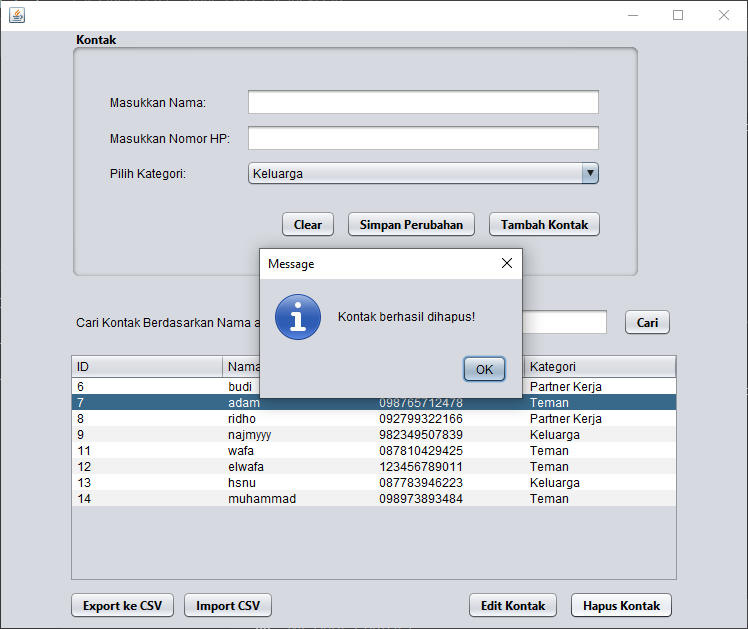 Kontak
Masukkan Nama:
Masukkan Nomor HP:
Pilih Kategori: Keluarga
Clear Simpan Perubahan Tambah Kontak
Message
Kontak berhasil dihapus!
OK
Cari Kontak Berdasarkan Nama a Cari
ID Nama Kategori
6 budi Partner Kerja
7 adam 098765712478 Teman
8 ridho 092799322166 Partner Kerja
9 najmyyy 982349507839 Keluarga
11 wafa 087810429425 Teman
12 elwafa 123456789011 Teman
13 hsnu 087783946223 Keluarga
14 muhammad 098973893484 Teman
Export ke CSV Import CSV Edit Kontak Hapus Kontak